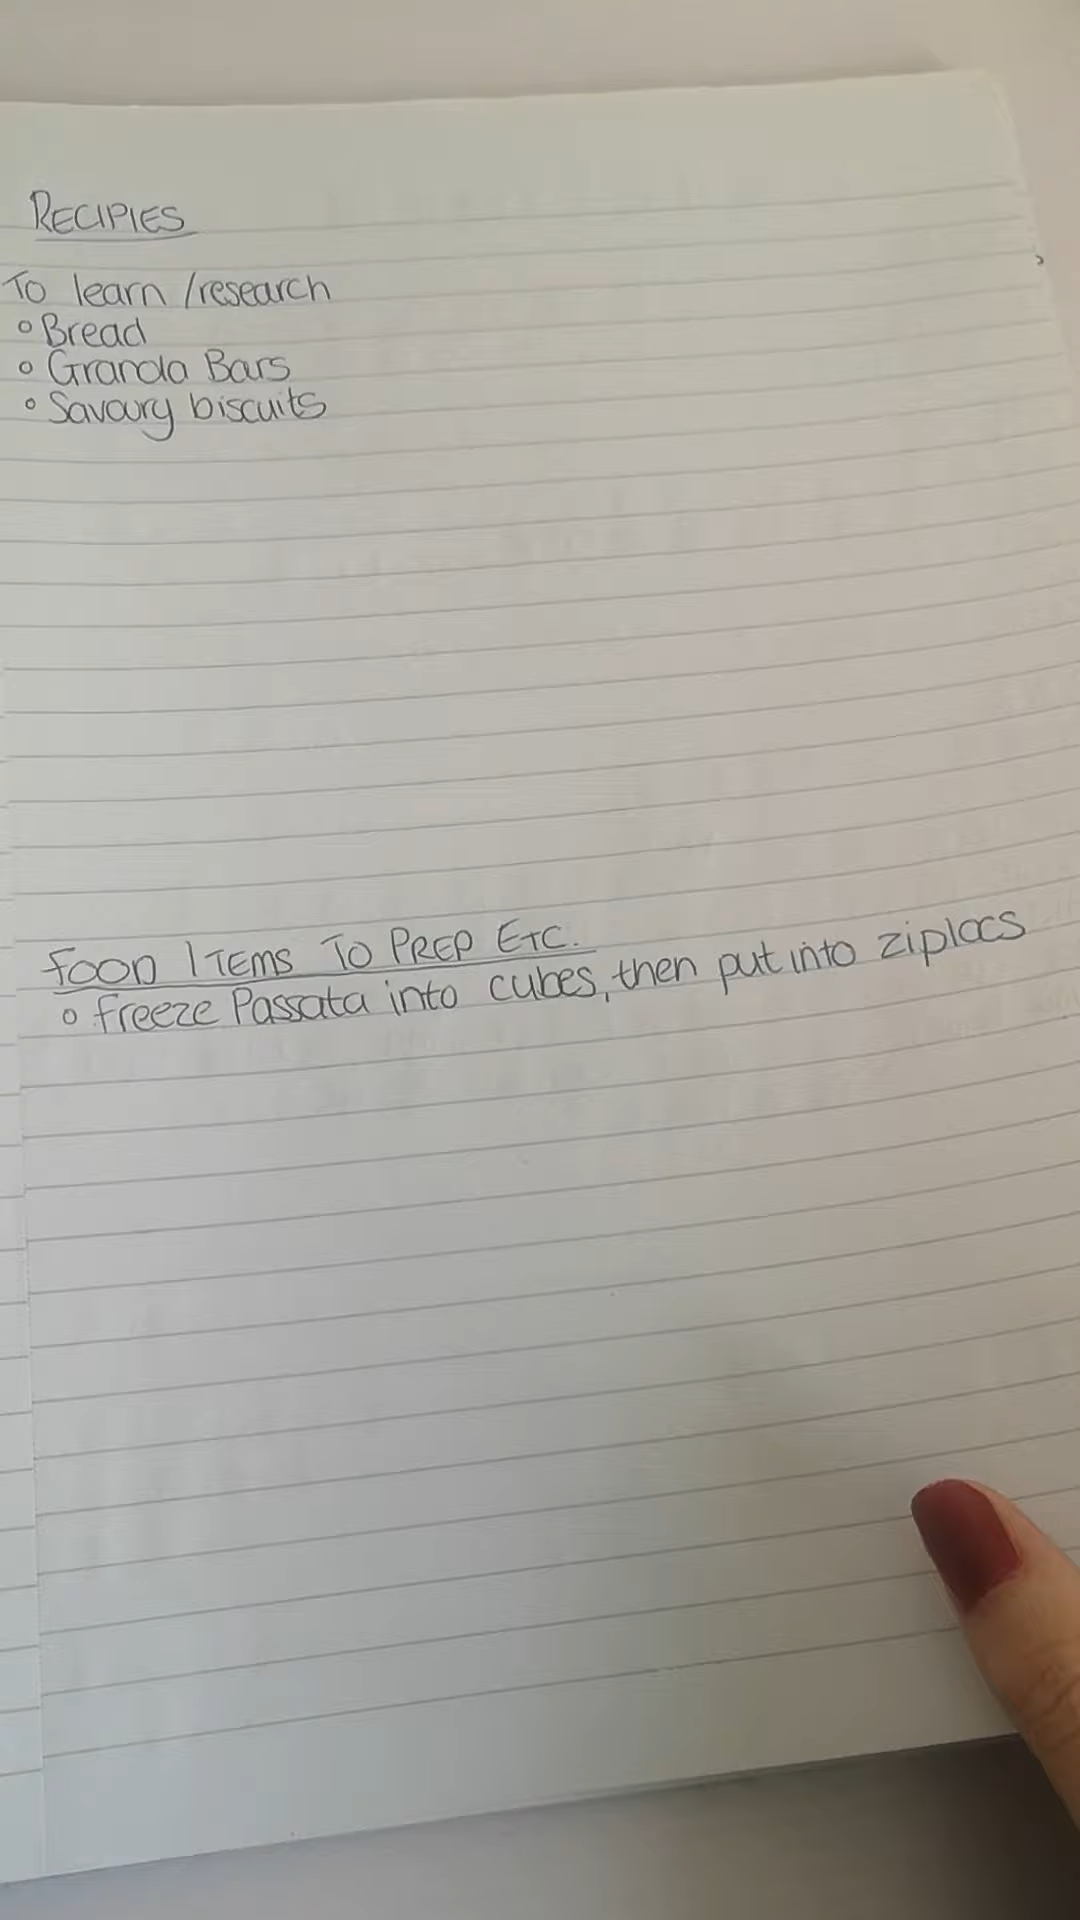 RECIPIES
To learn /research
◦ Bread
◦ Granola Bars
◦ Savoury biscuits
FOOD ITEMS TO PREP ETC.
◦ freeze Passata into cubes, then put into ziplocs